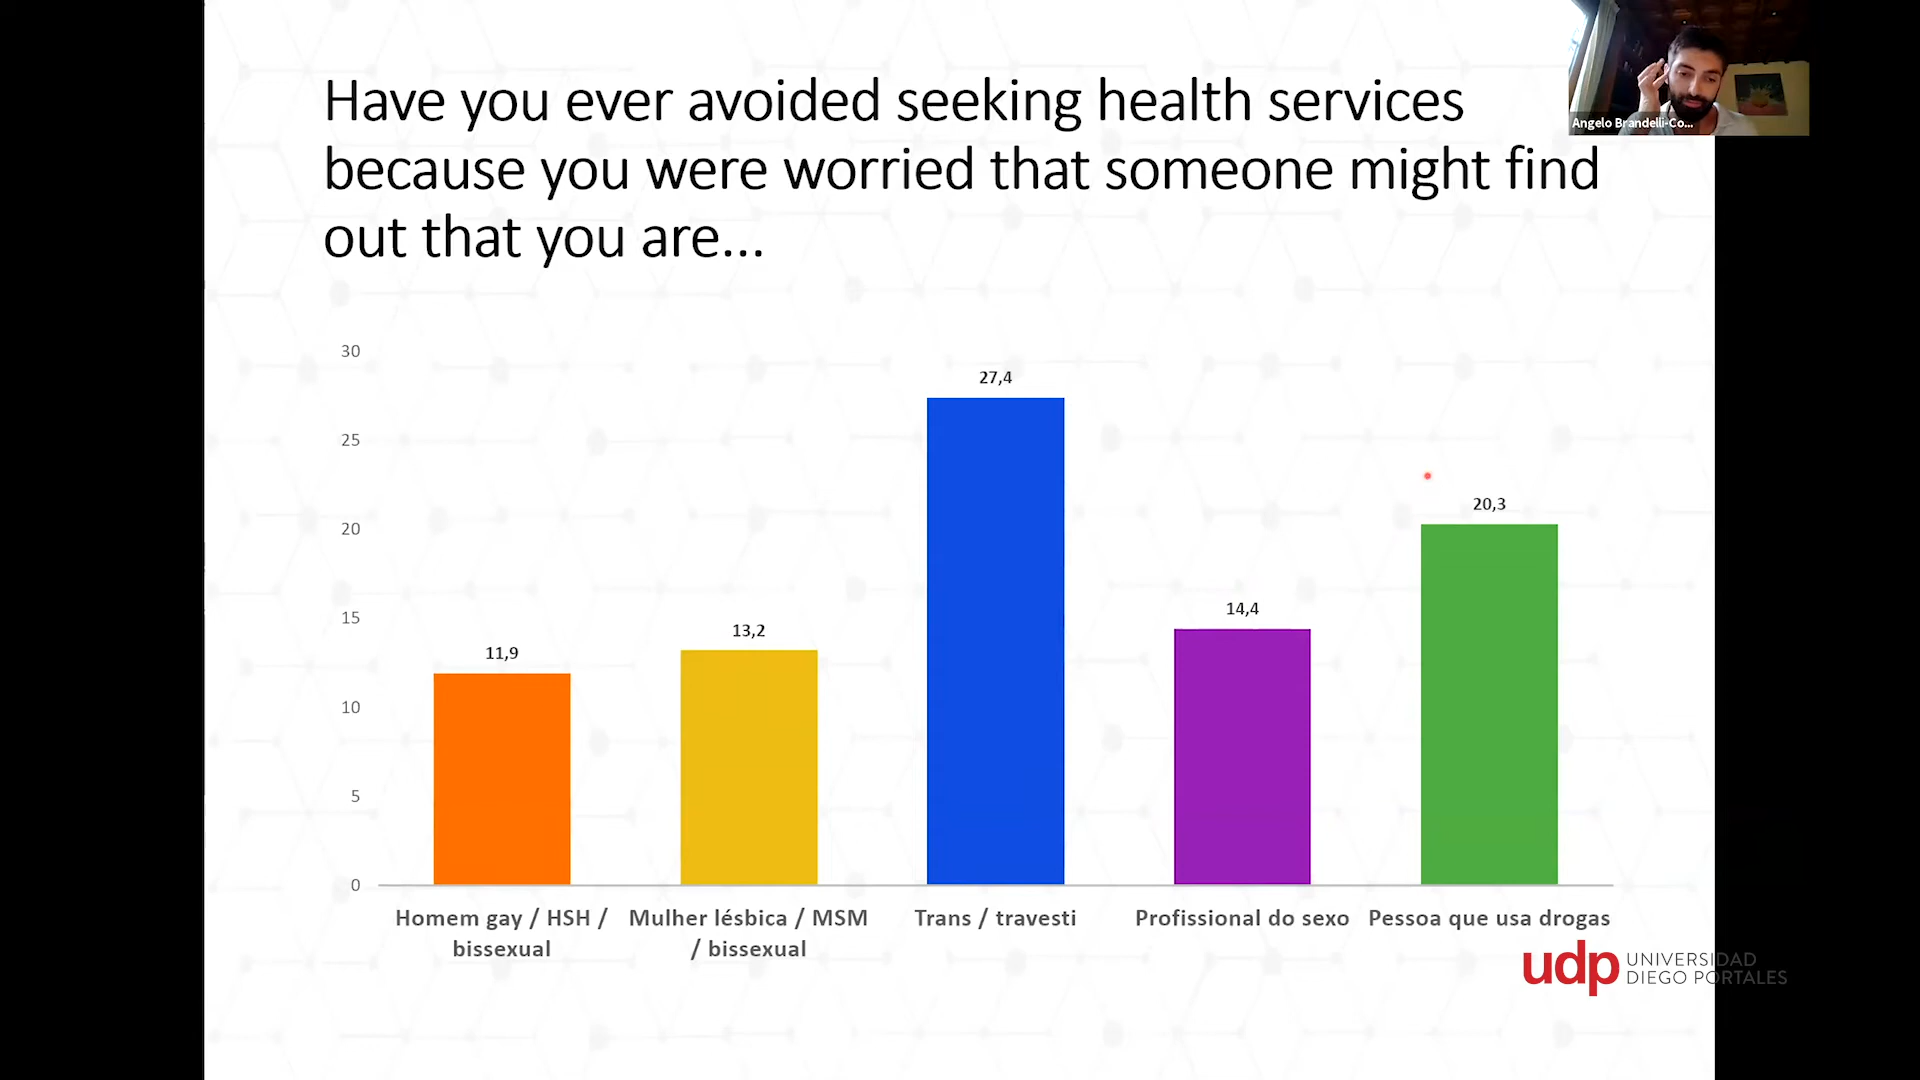 Have you ever avoided seeking health services
because you were worried that someone might find
out that you are...
Angelo Brandelli-Co...
30
25
20
15
10
5
0
11,9
13,2
27,4
14,4
20,3
Homem gay / HSH /
bissexual
Mulher lésbica / MSM
/ bissexual
Trans / travesti
Profissional do sexo
Pessoa que usa drogas
udp
UNIVERSIDAD
DIEGO PORTALES